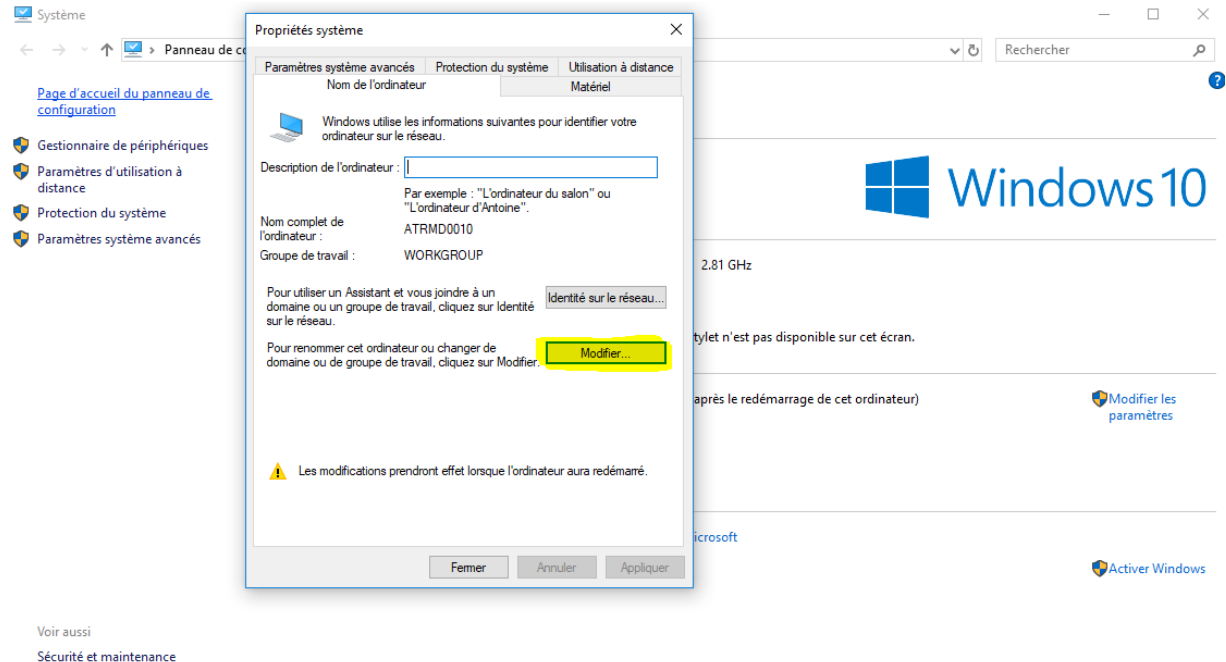 Système
Panneau de co
Rechercher
Page d'accueil du panneau de
configuration
Gestionnaire de périphériques
Paramètres d'utilisation à
distance
Protection du système
Paramètres système avancés
Voir aussi
Sécurité et maintenance
Propriétés système
Paramètres système avancés
Protection du système
Utilisation à distance
Nom de l'ordinateur
Matériel
Windows utilise les informations suivantes pour identifier votre
ordinateur sur le réseau.
Description de l'ordinateur :
Par exemple : "L'ordinateur du salon" ou
"L'ordinateur d'Antoine".
Nom complet de
l'ordinateur :
ATRMD0010
Groupe de travail :
WORKGROUP
Pour utiliser un Assistant et vous joindre à un
domaine ou un groupe de travail, cliquez sur Identité
sur le réseau.
Identité sur le réseau...
Pour renommer cet ordinateur ou changer de
domaine ou de groupe de travail, cliquez sur Modifier.
Modifier...
Les modifications prendront effet lorsque l'ordinateur aura redémarré.
Fermer
Annuler
Appliquer
?
Windows 10
2.81 GHz
tylet n'est pas disponible sur cet écran.
après le redémarrage de cet ordinateur)
Modifier les
paramètres
icrosoft
Activer Windows